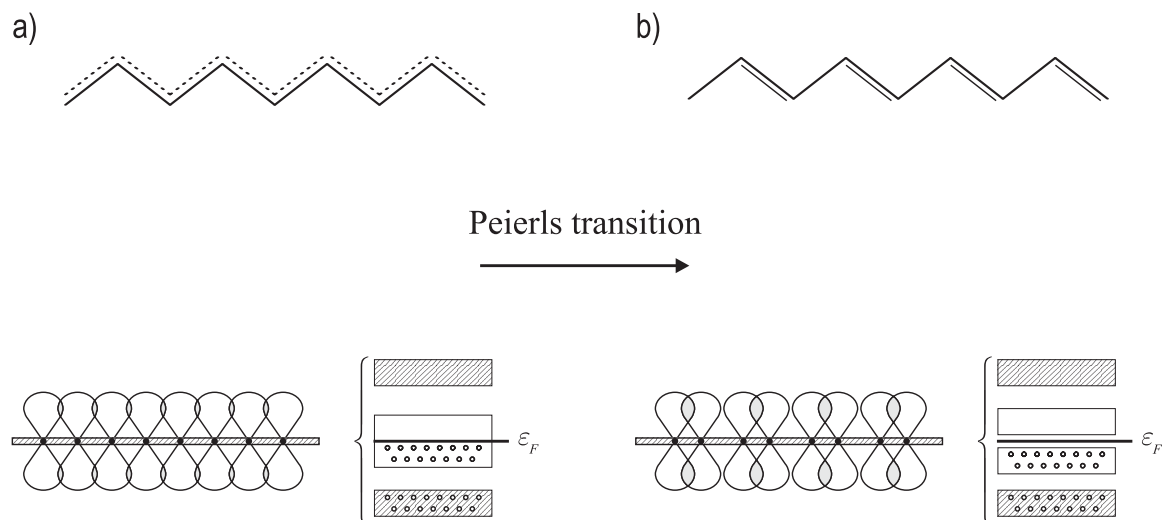 a)
b)
Peierls transition
ε_F
ε_F